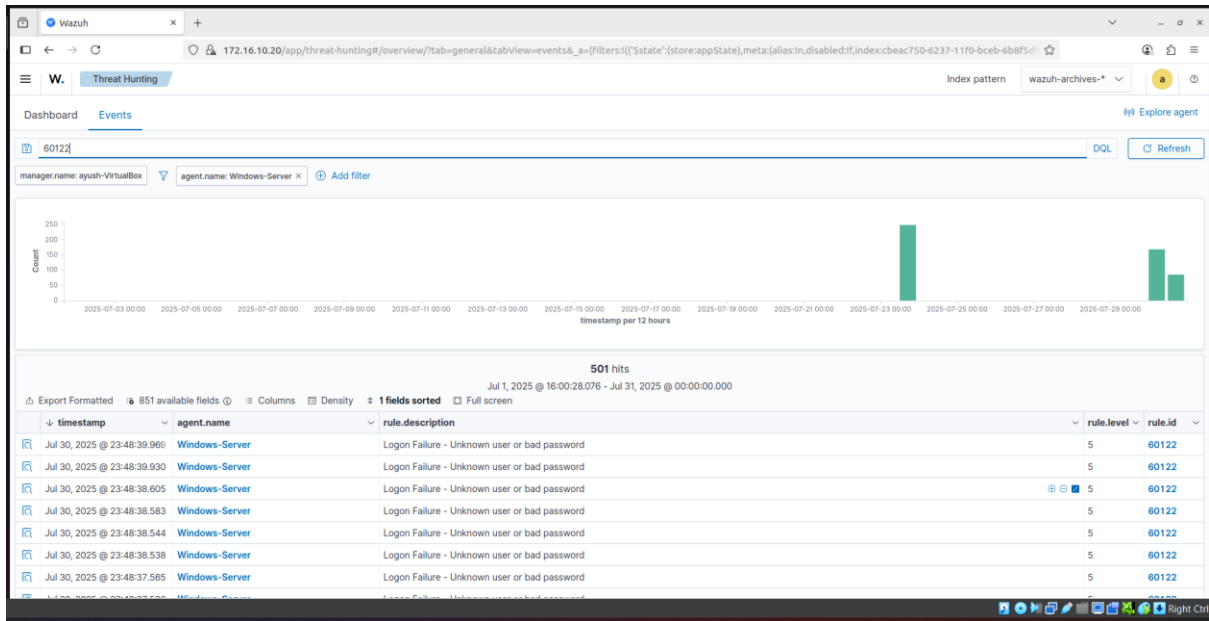 Wazuh
172.16.10.20/app/threat-hunting#/overview/?tab=general&tabView=events&_a=(filters:!(('$state':(store:appState),meta:(alias:!n,disabled:!f,index:cbeac750-6237-11f0-bceb-6b8f5d
W. Threat Hunting Index pattern wazuh-archives-* a
Dashboard Events Explore agent
60122 DQL Refresh
manager.name: ayush-VirtualBox agent.name: Windows-Server × Add filter
Count
250
200
150
100
50
0
2025-07-03 00:00 2025-07-05 00:00 2025-07-07 00:00 2025-07-09 00:00 2025-07-11 00:00 2025-07-13 00:00 2025-07-15 00:00 2025-07-17 00:00 2025-07-19 00:00 2025-07-21 00:00 2025-07-23 00:00 2025-07-25 00:00 2025-07-27 00:00 2025-07-29 00:00
timestamp per 12 hours
501 hits
Jul 1, 2025 @ 16:00:28.076 - Jul 31, 2025 @ 00:00:00.000
Export Formatted 851 available fields Columns Density 1 fields sorted Full screen
timestamp agent.name rule.description rule.level rule.id
Jul 30, 2025 @ 23:48:39.969 Windows-Server Logon Failure - Unknown user or bad password 5 60122
Jul 30, 2025 @ 23:48:39.930 Windows-Server Logon Failure - Unknown user or bad password 5 60122
Jul 30, 2025 @ 23:48:38.605 Windows-Server Logon Failure - Unknown user or bad password 5 60122
Jul 30, 2025 @ 23:48:38.583 Windows-Server Logon Failure - Unknown user or bad password 5 60122
Jul 30, 2025 @ 23:48:38.544 Windows-Server Logon Failure - Unknown user or bad password 5 60122
Jul 30, 2025 @ 23:48:38.538 Windows-Server Logon Failure - Unknown user or bad password 5 60122
Jul 30, 2025 @ 23:48:37.565 Windows-Server Logon Failure - Unknown user or bad password 5 60122
Right Ctrl